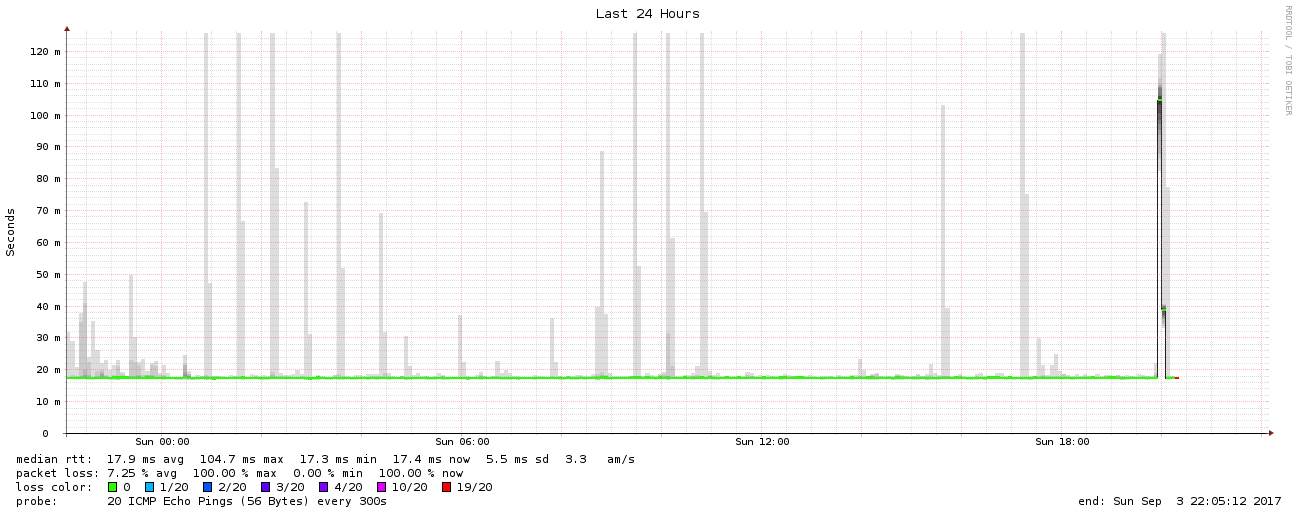 Last 24 Hours
RRDTOOL / TOBI OETIKER
Seconds
120 m
110 m
100 m
90 m
80 m
70 m
60 m
50 m
40 m
30 m
20 m
10 m
0
Sun 00:00 Sun 06:00 Sun 12:00 Sun 18:00
median rtt: 17.9 ms avg 104.7 ms max 17.3 ms min 17.4 ms now 5.5 ms sd 3.3 am/s
packet loss: 7.25 % avg 100.00 % max 0.00 % min 100.00 % now
loss color: 0 1/20 2/20 3/20 4/20 10/20 19/20
probe: 20 ICMP Echo Pings (56 Bytes) every 300s end: Sun Sep 3 22:05:12 2017